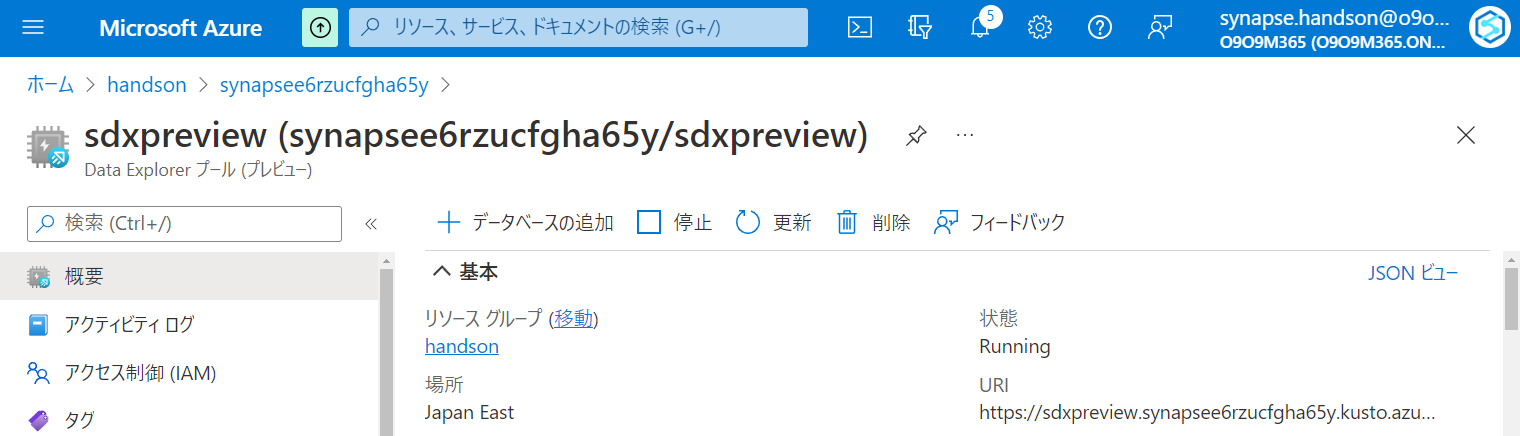 Microsoft Azure
リソース、サービス、ドキュメントの検索 (G+/)
5
synapse.handson@o9o...
O9O9M365 (O9O9M365.ON...
ホーム > handson > synapsee6rzucfgha65y >
sdxpreview (synapsee6rzucfgha65y/sdxpreview)
...
Data Explorer プール (プレビュー)
検索 (Ctrl+/)
«
データベースの追加 停止 更新 削除 フィードバック
概要
アクティビティ ログ
アクセス制御 (IAM)
タグ
基本
JSON ビュー
リソース グループ (移動)
handson
場所
Japan East
状態
Running
URI
https://sdxpreview.synapsee6rzucfgha65y.kusto.azu...